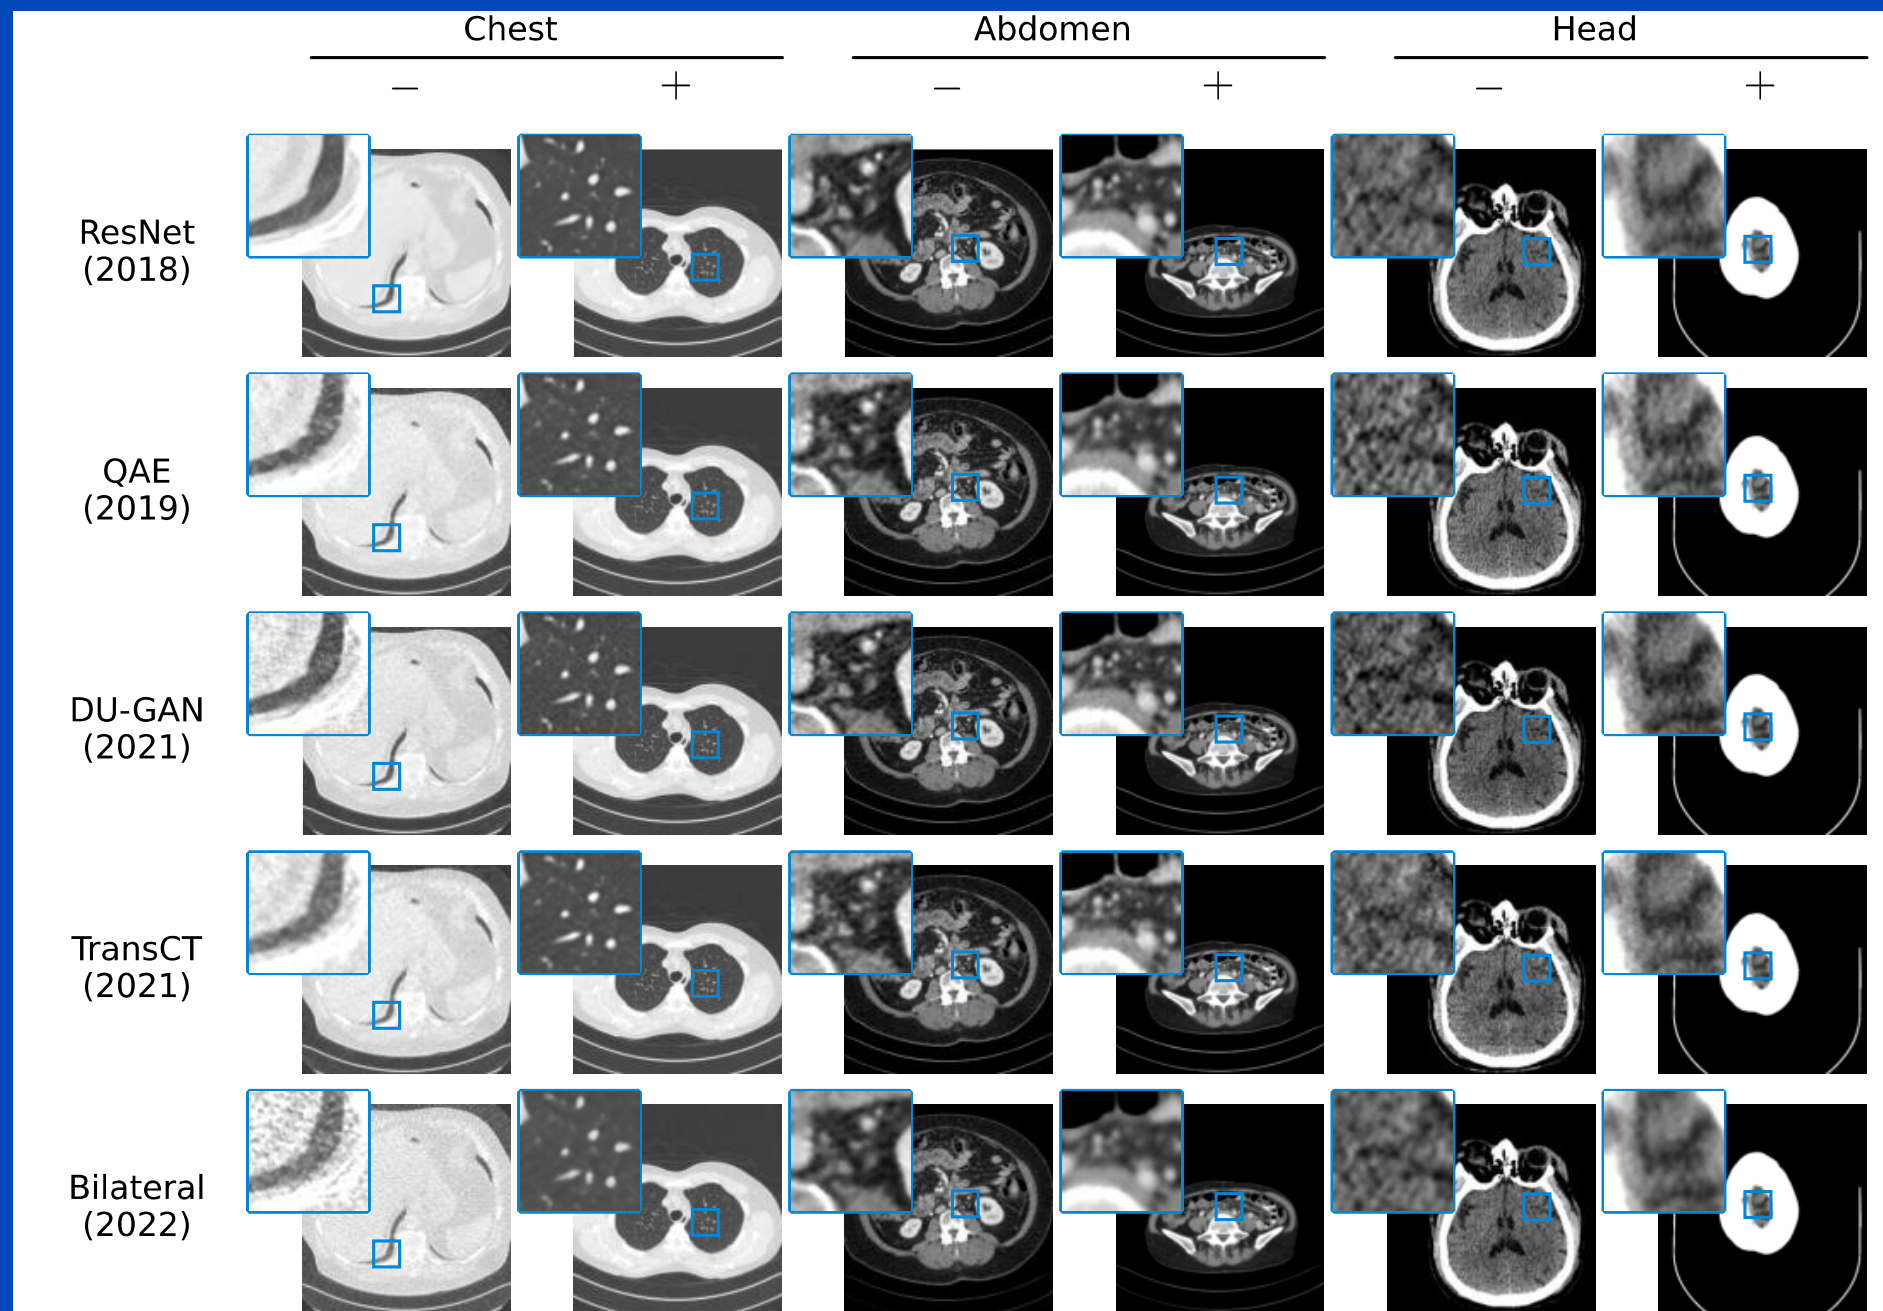 Chest Abdomen Head
− + − + − +
ResNet
(2018)
QAE
(2019)
DU-GAN
(2021)
TransCT
(2021)
Bilateral
(2022)